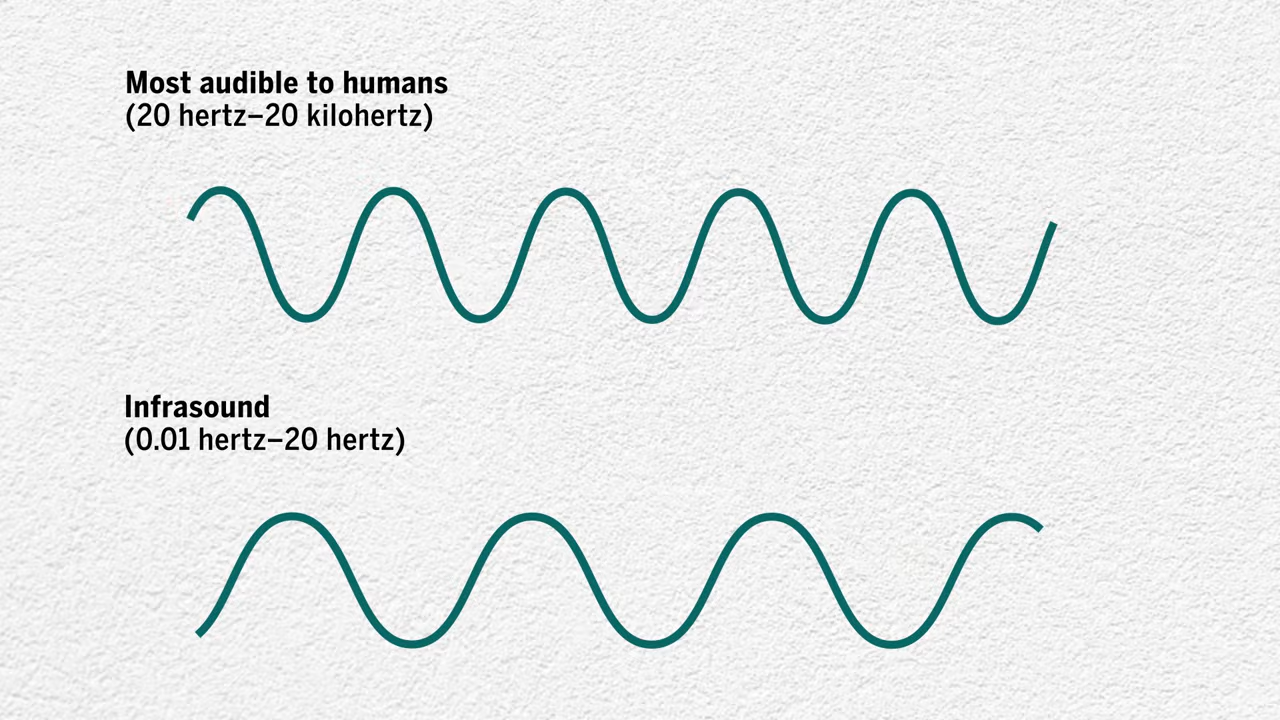 Most audible to humans
(20 hertz–20 kilohertz)
Infrasound
(0.01 hertz–20 hertz)